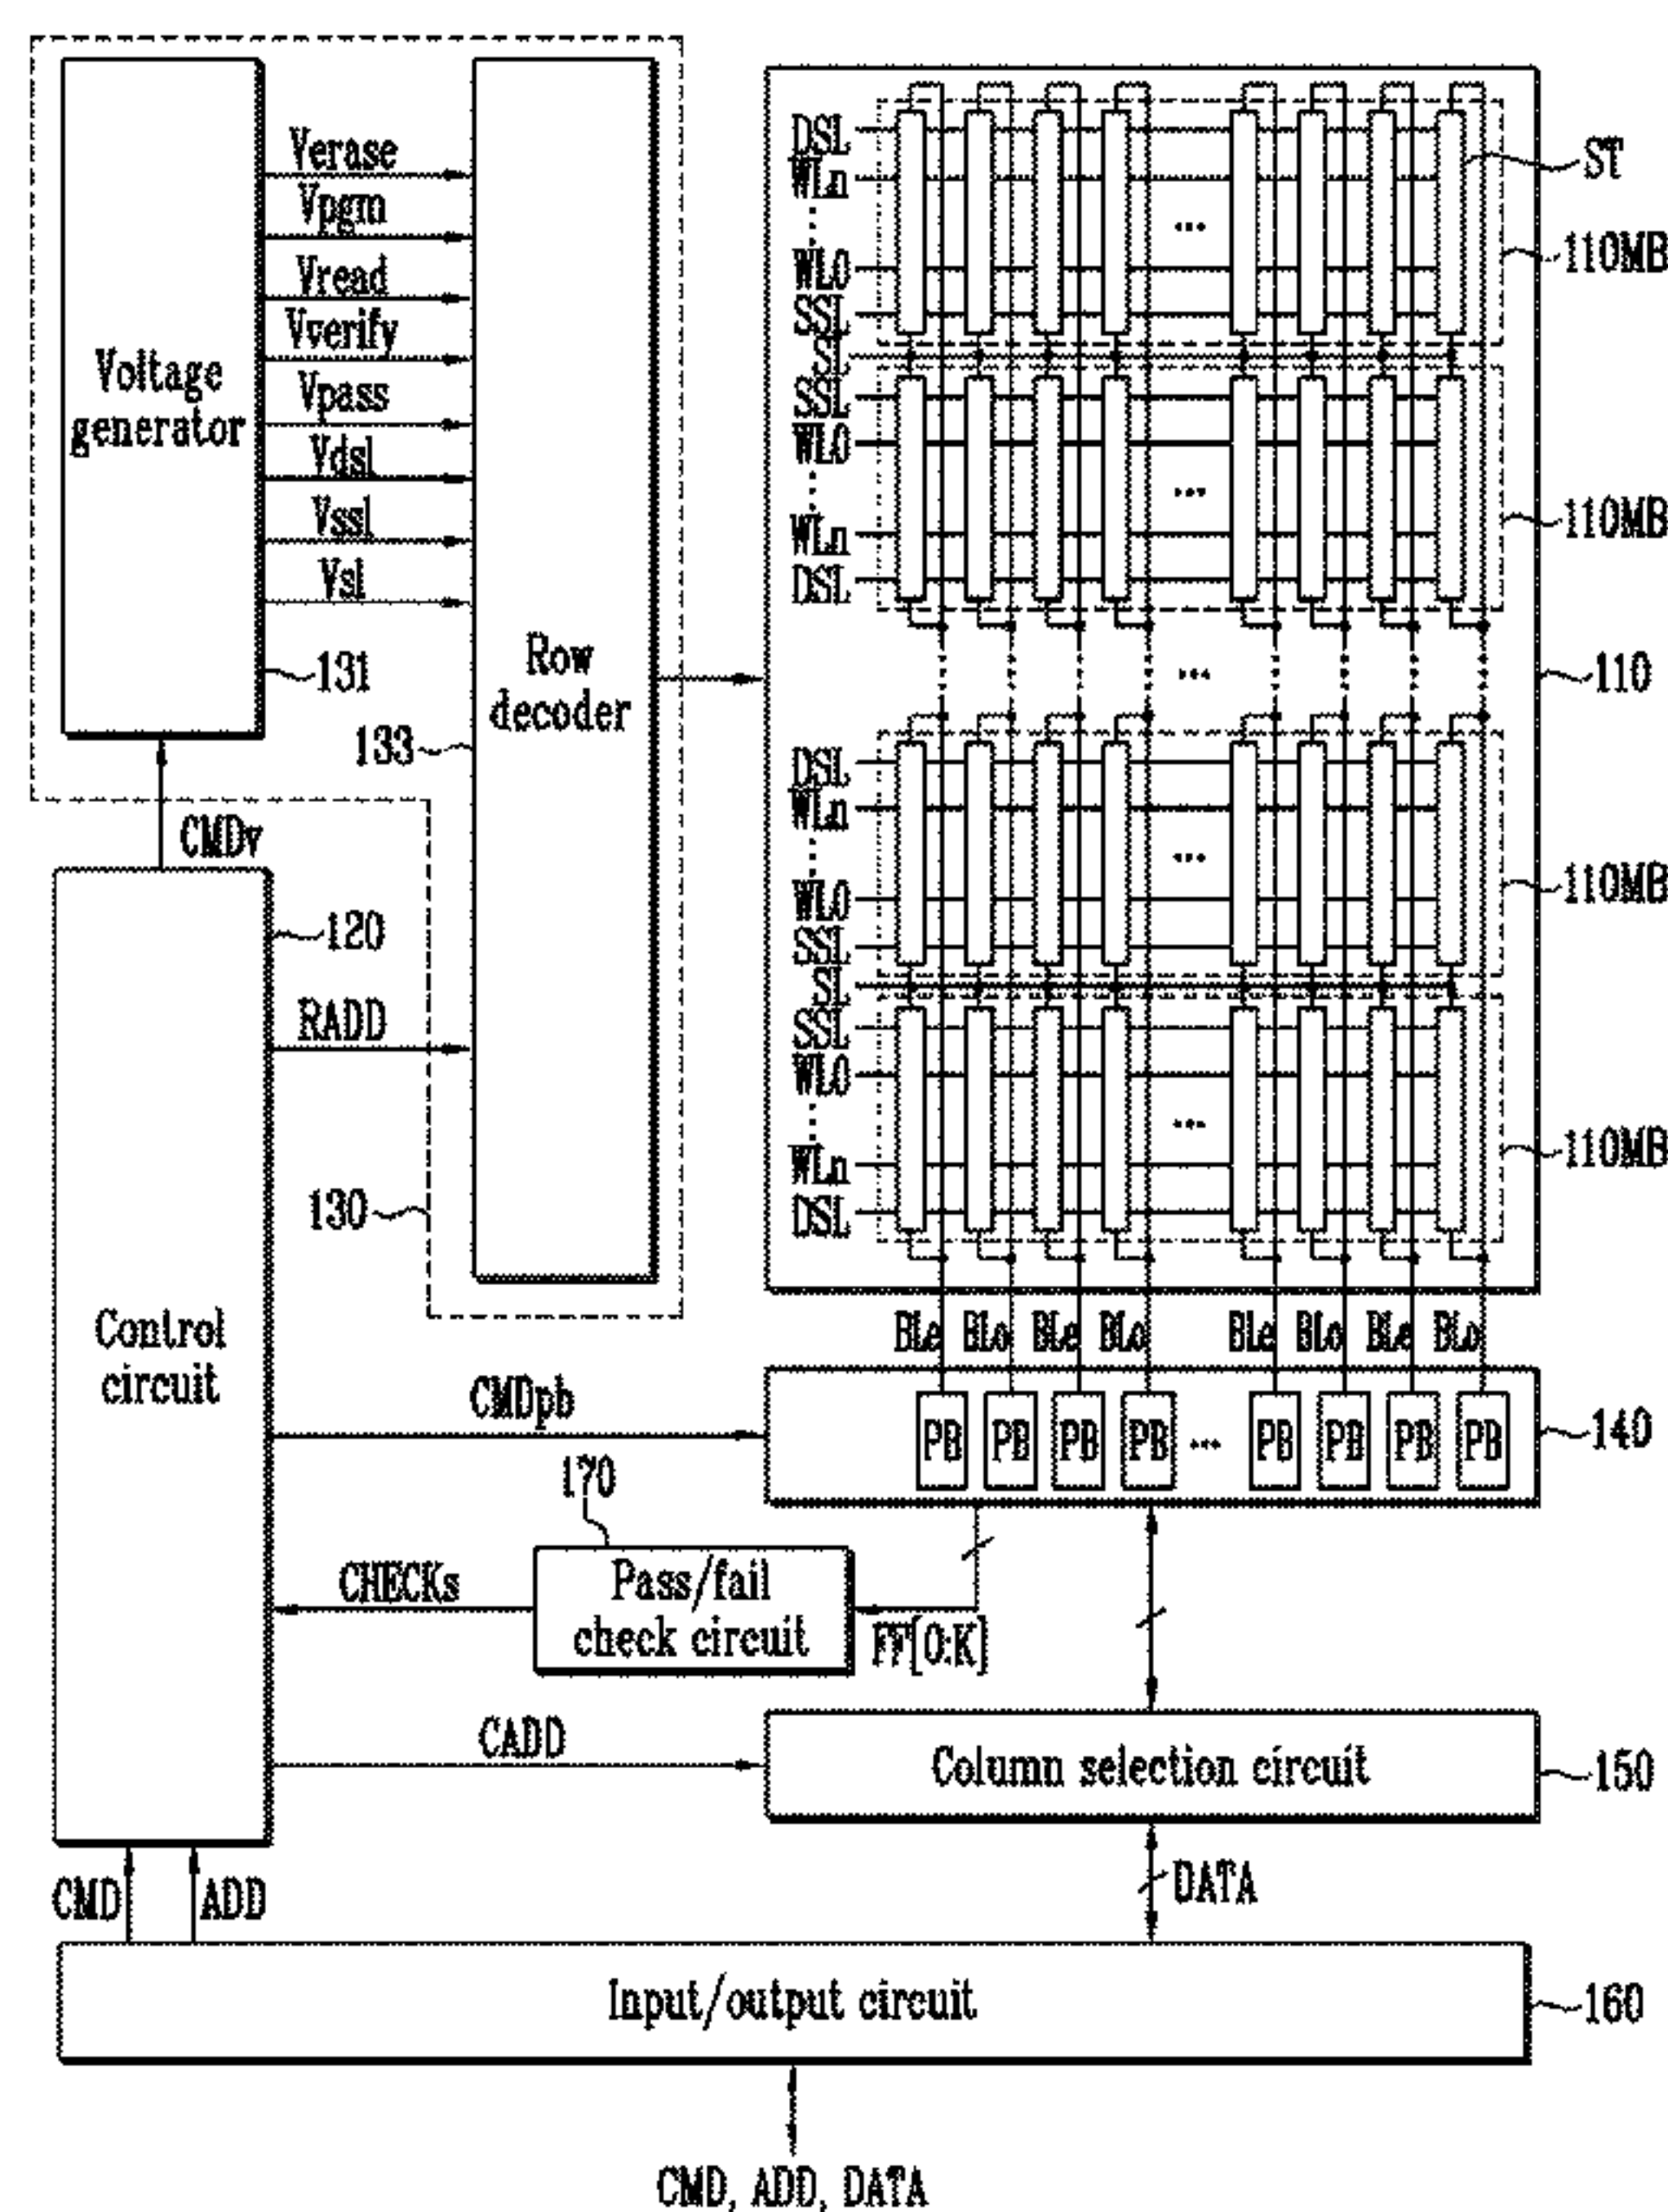 Voltage
generator
131
Verase
Vpgm
Vread
Vverify
Vpass
Vdsl
Vssl
Vsl
Row
decoder
133
130
DSL
WLn
WL0
SSL
SL
SSL
WL0
WLn
DSL
DSL
WLn
WL0
SSL
SL
SSL
WL0
WLn
DSL
ST
110MB
110MB
110
110MB
110MB
CMDv
120
RADD
Control
circuit
BLe BLo BLe BLo BLe BLo BLe BLo
CMDpb
PB PB PB PB ... PB PB PB PB
140
170
CHECKs
Pass/fail
check circuit
FF[0:K]
CADD
Column selection circuit
150
CMD
ADD
DATA
Input/output circuit
160
CMD, ADD, DATA